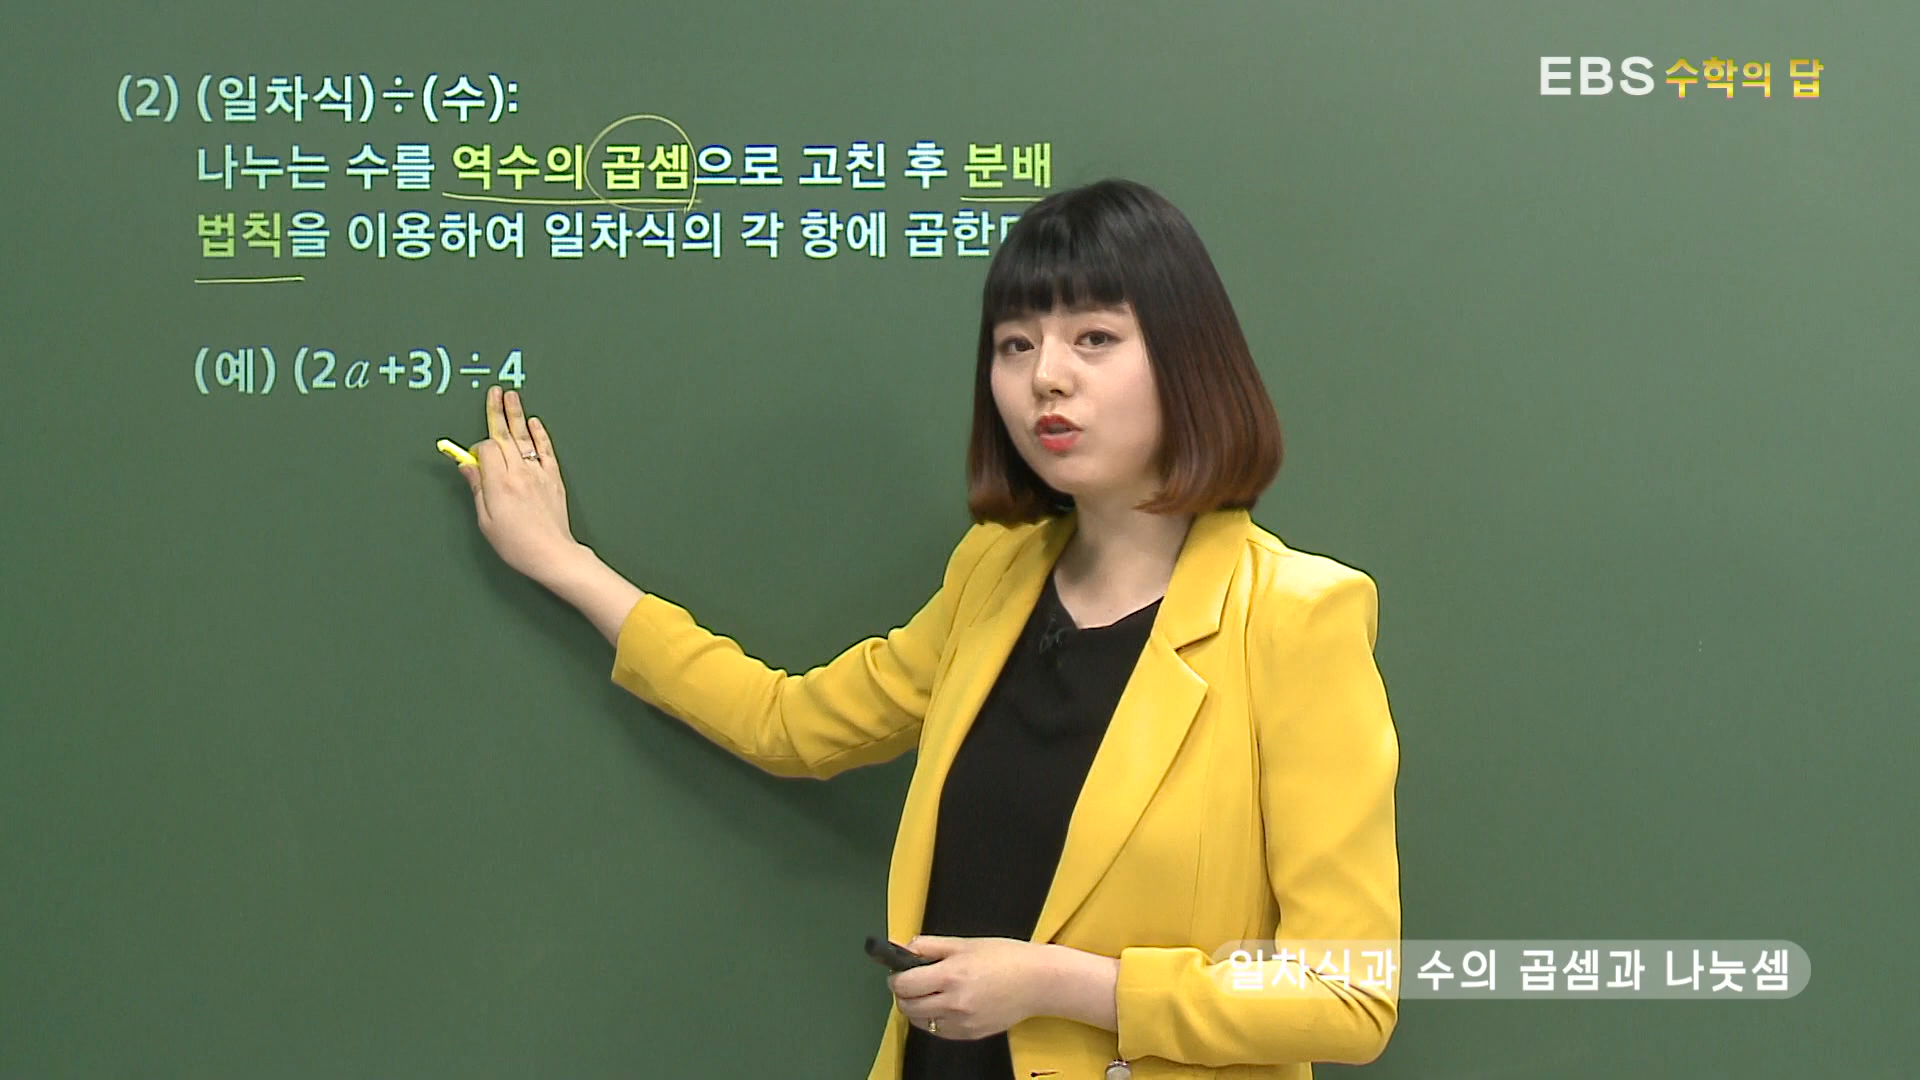 (2) (일차식)÷(수):
나누는 수를 역수의 곱셈으로 고친 후 분배
법칙을 이용하여 일차식의 각 항에
(예) (2a+3)÷4
EBS 수학의 답
일차식과 수의 곱셈과 나눗셈